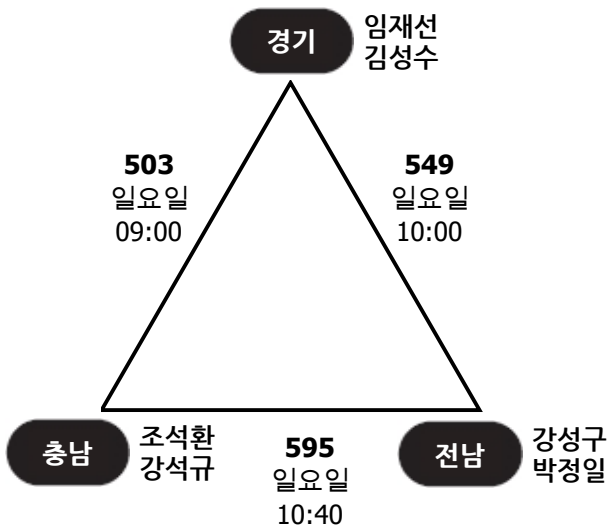 경기
임재선
김성수
503
일요일
09:00
549
일요일
10:00
충남
조석환
강석규
595
일요일
10:40
전남
강성구
박정일